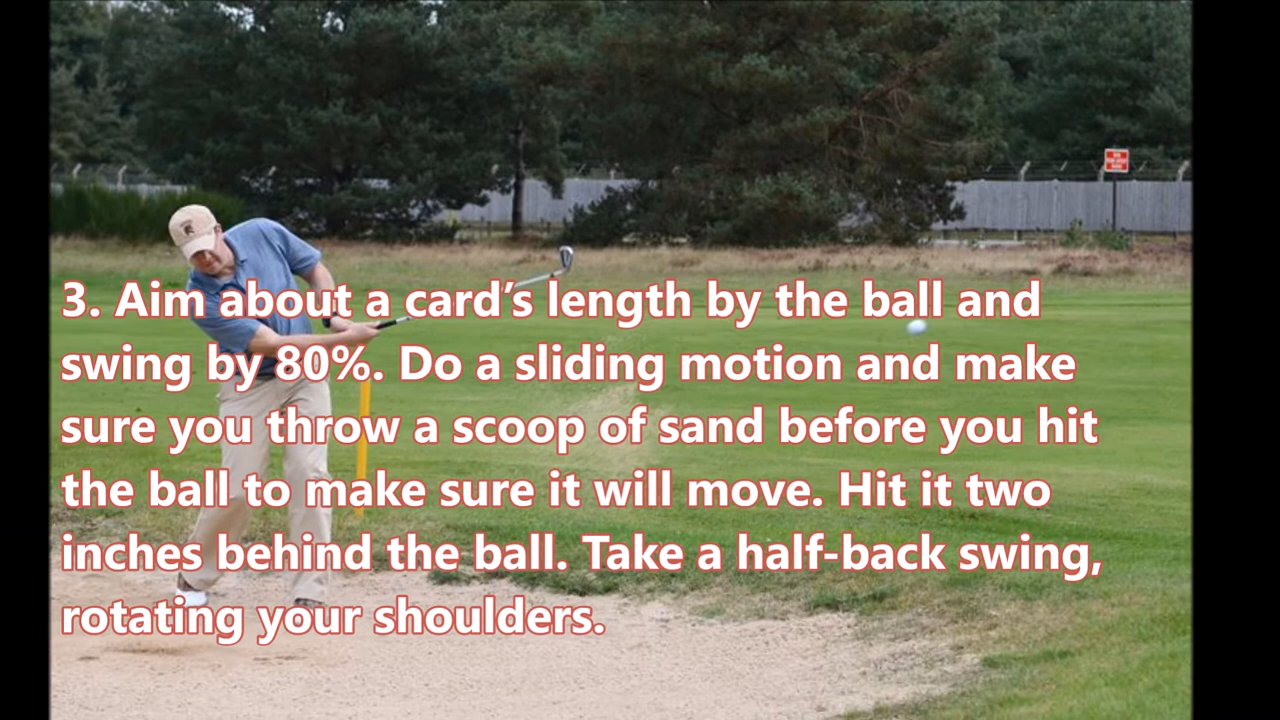 3. Aim about a card’s length by the ball and
swing by 80%. Do a sliding motion and make
sure you throw a scoop of sand before you hit
the ball to make sure it will move. Hit it two
inches behind the ball. Take a half-back swing,
rotating your shoulders.